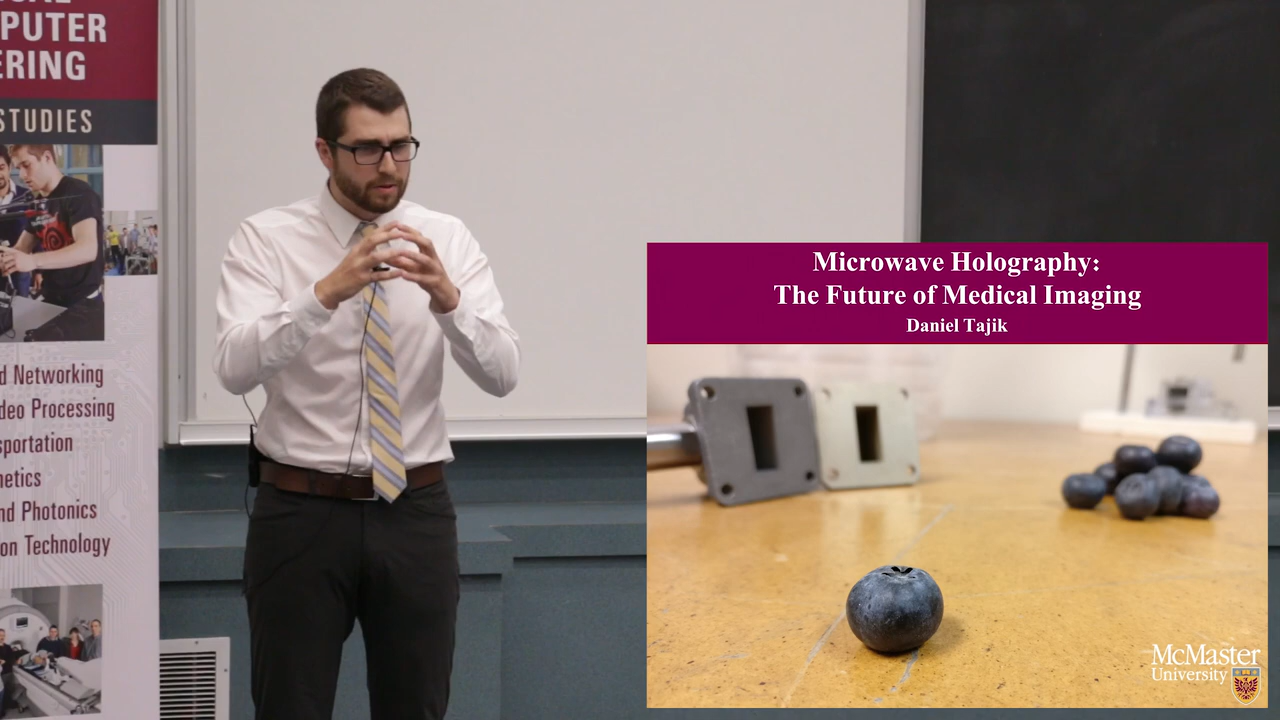 PUTER
ERING
STUDIES
d Networking
deo Processing
sportation
netics
nd Photonics
on Technology
Microwave Holography:
The Future of Medical Imaging
Daniel Tajik
McMaster
University